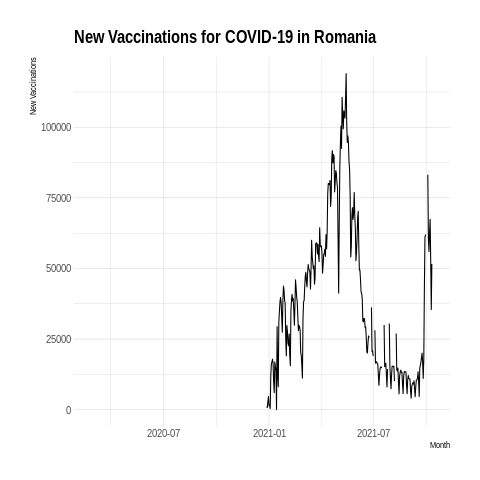 New Vaccinations for COVID-19 in Romania
New Vaccinations
100000
75000
50000
25000
0
2020-07
2021-01
2021-07
Month